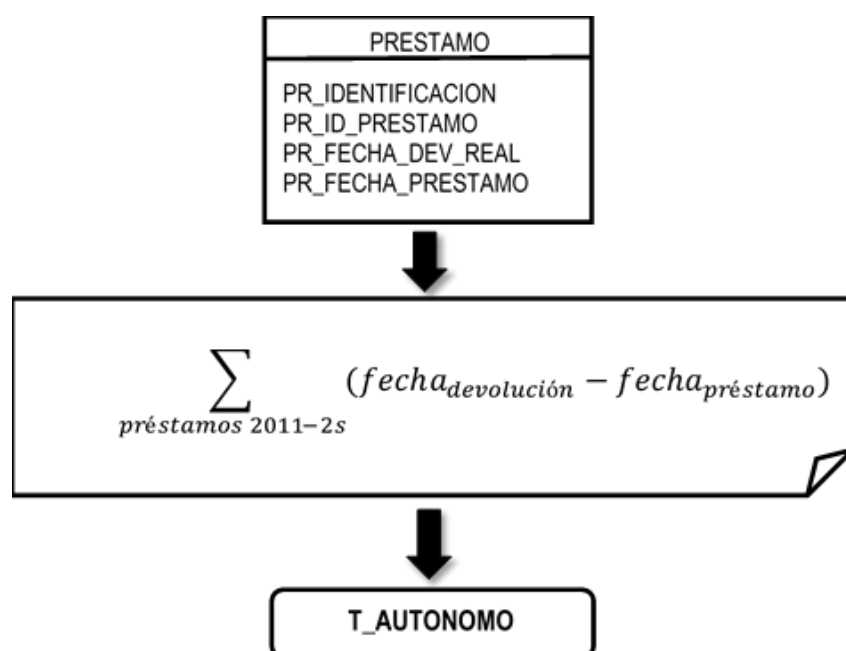 PRESTAMO
PR_IDENTIFICACION
PR_ID_PRESTAMO
PR_FECHA_DEV_REAL
PR_FECHA_PRESTAMO
∑ (fecha_devolución − fecha_préstamo)
préstamos 2011−2s
T_AUTONOMO